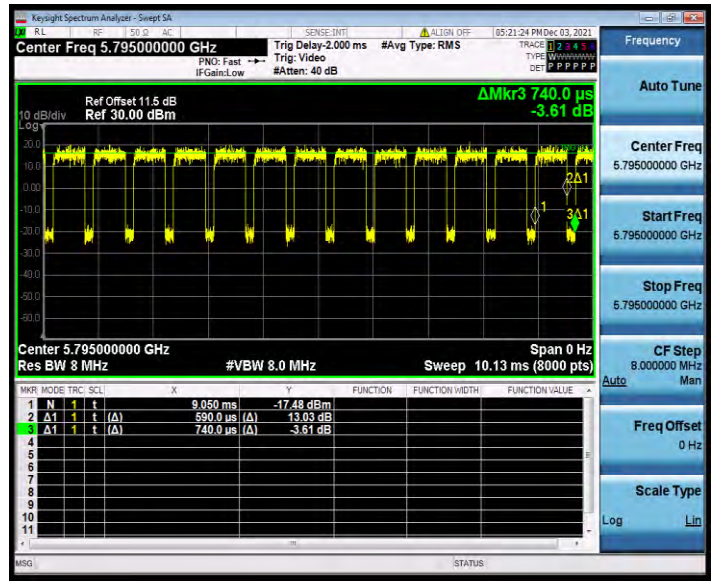 Keysight Spectrum Analyzer - Swept SA
LXI RL RF 50 Ω AC SENSE:INT ALIGN OFF 05:21:24 PM Dec 03, 2021
Center Freq 5.795000000 GHz
PNO: Fast
IFGain:Low
Trig Delay-2.000 ms
Trig: Video
#Atten: 40 dB
#Avg Type: RMS
TRACE 1 2 3 4 5 6
TYPE
DET P P P P P P
ΔMkr3 740.0 µs
-3.61 dB
Ref Offset 11.5 dB
10 dB/div Ref 30.00 dBm
Log
20.0
10.0
0.00
-10.0
-20.0
-30.0
-40.0
-50.0
-60.0
2Δ1
1
3Δ1
Center 5.795000000 GHz Span 0 Hz
Res BW 8 MHz #VBW 8.0 MHz Sweep 10.13 ms (8000 pts)
MKR MODE TRC SCL X Y FUNCTION FUNCTION WIDTH FUNCTION VALUE
1 N 1 t 9.050 ms -17.48 dBm
2 Δ1 1 t (Δ) 590.0 µs (Δ) 13.03 dB
3 Δ1 1 t (Δ) 740.0 µs (Δ) -3.61 dB
4
5
6
7
8
9
10
11
MSG STATUS
Frequency
Auto Tune
Center Freq
5.795000000 GHz
Start Freq
5.795000000 GHz
Stop Freq
5.795000000 GHz
CF Step
8.000000 MHz
Auto Man
Freq Offset
0 Hz
Scale Type
Log Lin